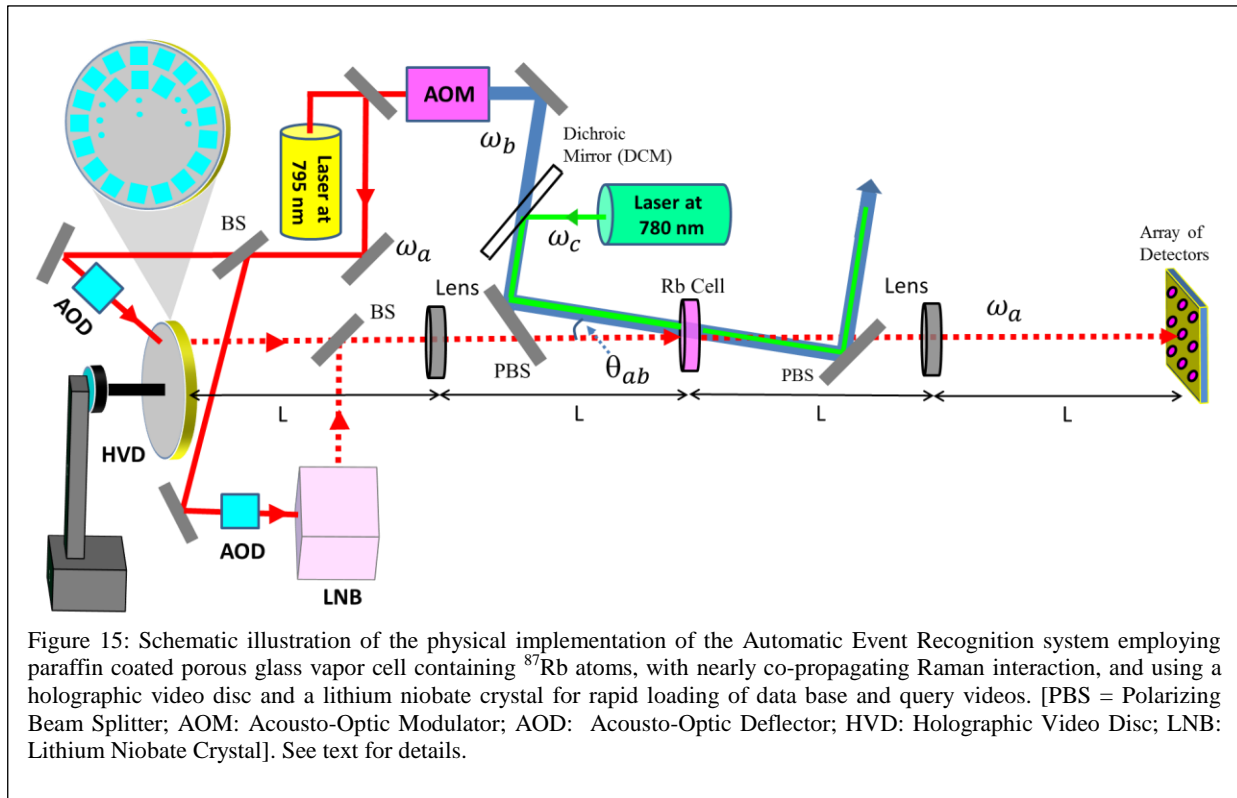 AOM
ω_b
Dichroic
Mirror (DCM)
Laser at
795 nm
Laser at
780 nm
ω_c
BS
ω_a
Array of
Detectors
Rb Cell
Lens
Lens
ω_a
AOD
BS
PBS
θ_ab
PBS
L
L
L
L
HVD
AOD
LNB
Figure 15: Schematic illustration of the physical implementation of the Automatic Event Recognition system employing
paraffin coated porous glass vapor cell containing ⁸⁷Rb atoms, with nearly co-propagating Raman interaction, and using a
holographic video disc and a lithium niobate crystal for rapid loading of data base and query videos. [PBS = Polarizing
Beam Splitter; AOM: Acousto-Optic Modulator; AOD: Acousto-Optic Deflector; HVD: Holographic Video Disc; LNB:
Lithium Niobate Crystal]. See text for details.